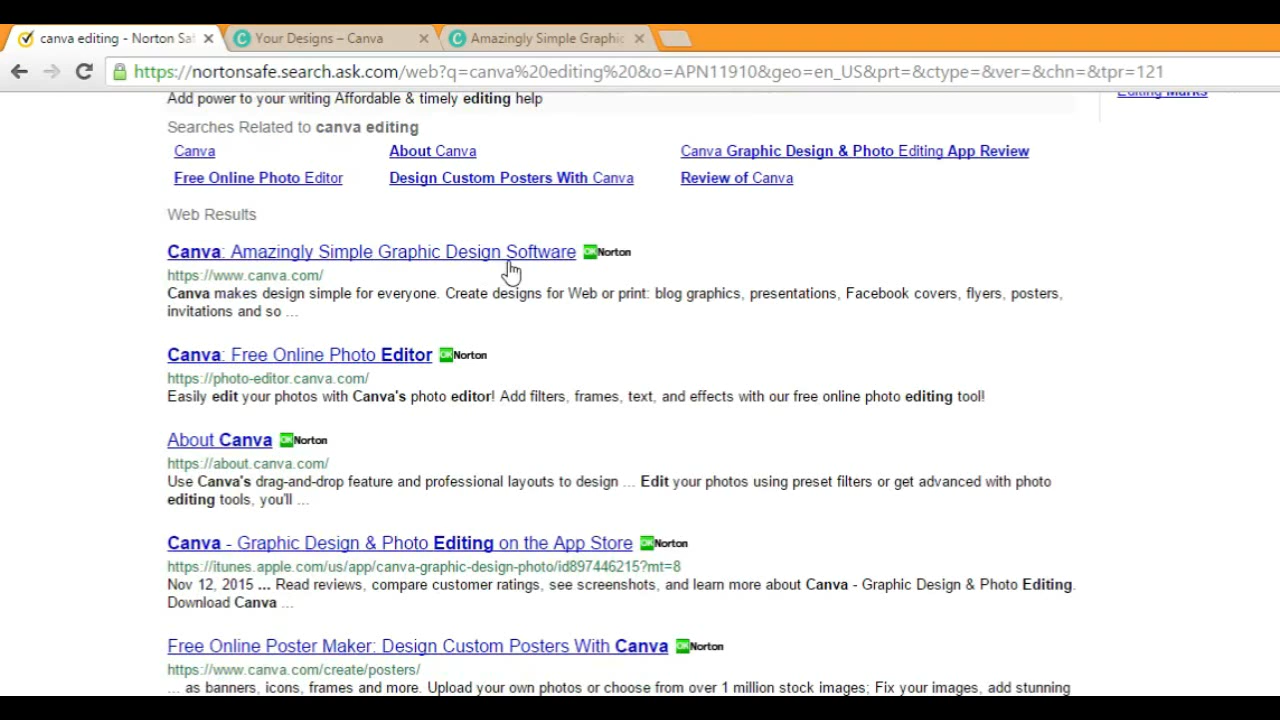 canva editing - Norton Sa
Your Designs – Canva
Amazingly Simple Graphic
https://nortonsafe.search.ask.com/web?q=canva%20editing%20&o=APN11910&geo=en_US&prt=&ctype=&ver=&chn=&tpr=121
Editing Marks
Add power to your writing Affordable & timely editing help
Searches Related to canva editing
Canva About Canva Canva Graphic Design & Photo Editing App Review
Free Online Photo Editor Design Custom Posters With Canva Review of Canva
Web Results
Canva: Amazingly Simple Graphic Design Software OK Norton
https://www.canva.com/
Canva makes design simple for everyone. Create designs for Web or print: blog graphics, presentations, Facebook covers, flyers, posters,
invitations and so ...
Canva: Free Online Photo Editor OK Norton
https://photo-editor.canva.com/
Easily edit your photos with Canva's photo editor! Add filters, frames, text, and effects with our free online photo editing tool!
About Canva OK Norton
https://about.canva.com/
Use Canva's drag-and-drop feature and professional layouts to design ... Edit your photos using preset filters or get advanced with photo
editing tools, you'll ...
Canva - Graphic Design & Photo Editing on the App Store OK Norton
https://itunes.apple.com/us/app/canva-graphic-design-photo/id897446215?mt=8
Nov 12, 2015 ... Read reviews, compare customer ratings, see screenshots, and learn more about Canva - Graphic Design & Photo Editing.
Download Canva ...
Free Online Poster Maker: Design Custom Posters With Canva OK Norton
https://www.canva.com/create/posters/
... as banners, icons, frames and more. Upload your own photos or choose from over 1 million stock images; Fix your images, add stunning